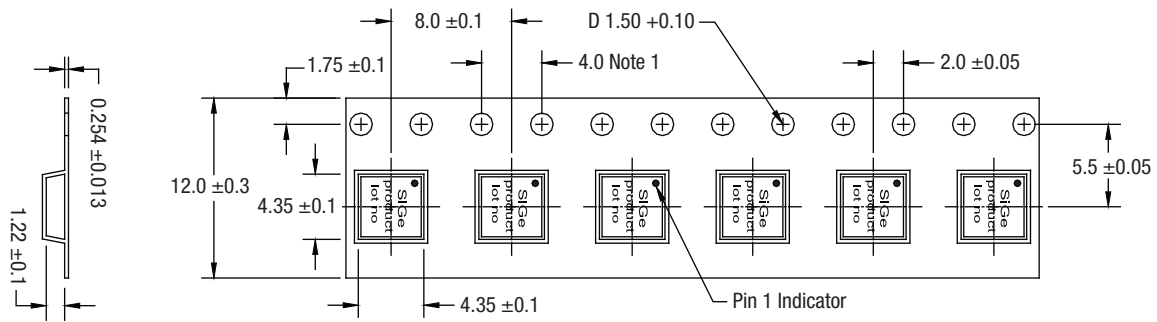 8.0 ±0.1
D 1.50 +0.10
1.75 ±0.1
4.0 Note 1
2.0 ±0.05
0.254 ±0.013
12.0 ±0.3
4.35 ±0.1
5.5 ±0.05
1.22 ±0.1
SiGe
product
lot no
SiGe
product
lot no
SiGe
product
lot no
SiGe
product
lot no
SiGe
product
lot no
SiGe
product
lot no
4.35 ±0.1
Pin 1 Indicator